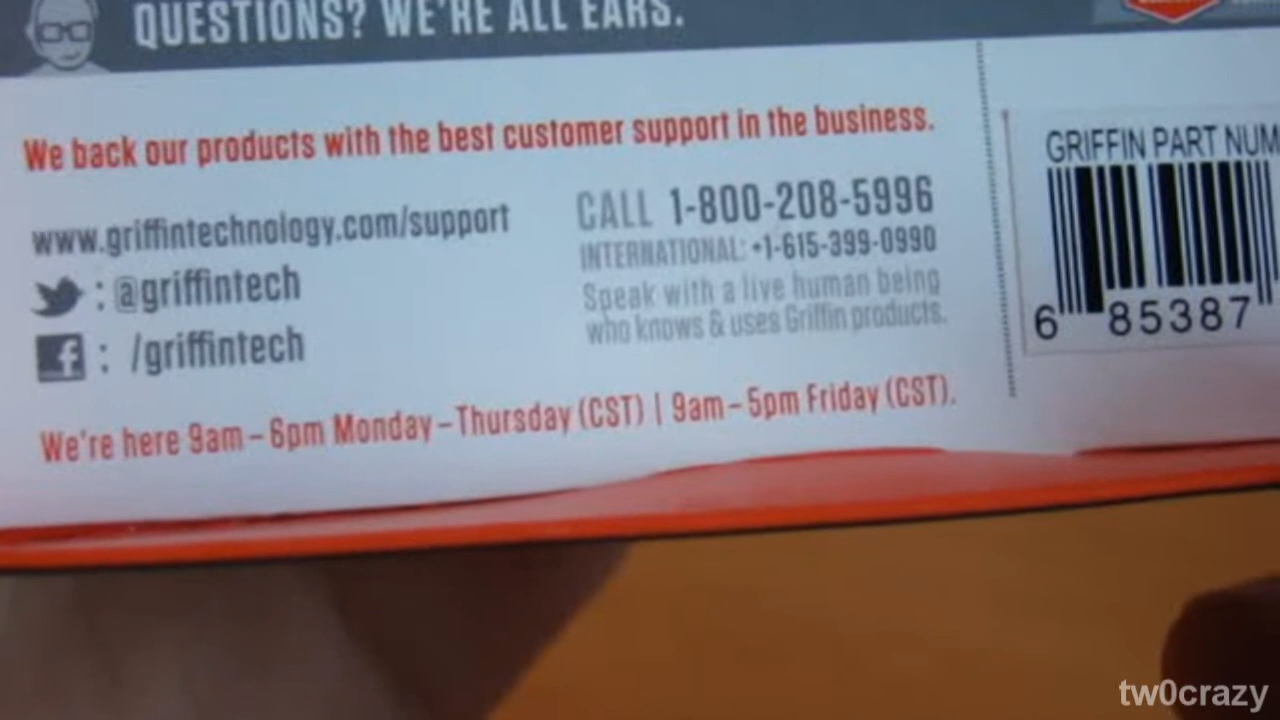 QUESTIONS? WE'RE ALL EARS.
We back our products with the best customer support in the business.
www.griffintechnology.com/support
: @griffintech
f : /griffintech
CALL 1-800-208-5996
INTERNATIONAL: +1-615-399-0990
Speak with a live human being
who knows & uses Griffin products.
We're here 9am – 6pm Monday – Thursday (CST) | 9am – 5pm Friday (CST).
GRIFFIN PART NUM
6 85387
tw0crazy